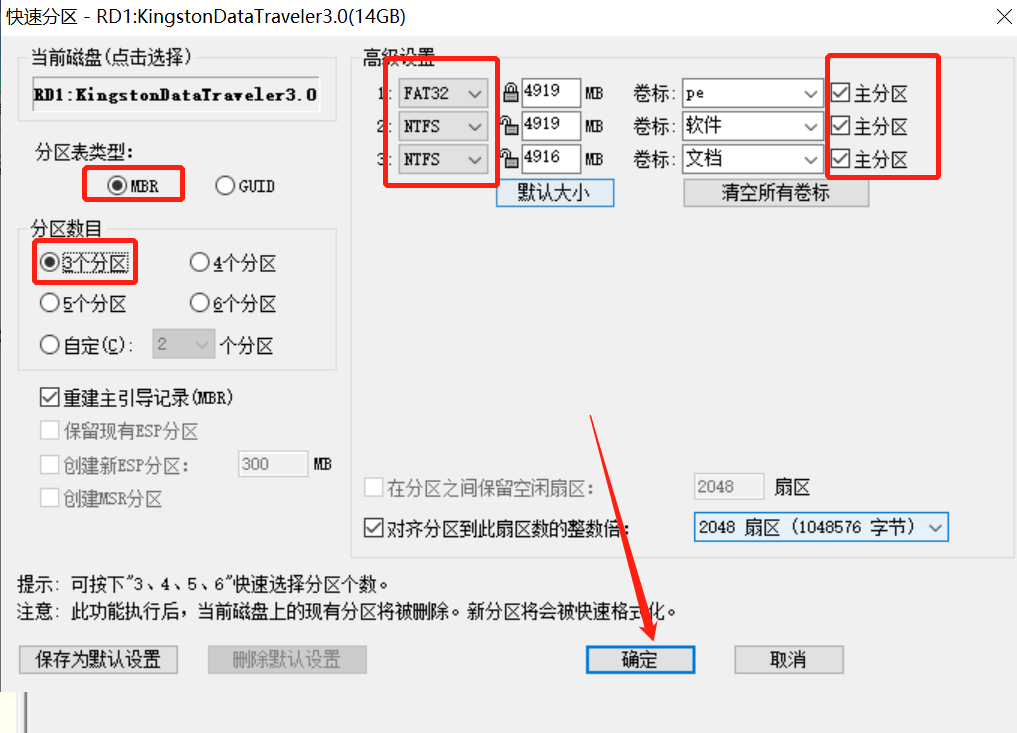 快速分区 - RD1:KingstonDataTraveler3.0(14GB)
当前磁盘(点击选择)
RD1:KingstonDataTraveler3.0
分区表类型:
MBR GUID
分区数目
3个分区 4个分区
5个分区 6个分区
自定(C): 2 个分区
重建主引导记录(MBR)
保留现有ESP分区
创建新ESP分区: 300 MB
创建MSR分区
高级设置
1: FAT32 4919 MB 卷标: pe 主分区
2: NTFS 4919 MB 卷标: 软件 主分区
3: NTFS 4916 MB 卷标: 文档 主分区
默认大小 清空所有卷标
在分区之间保留空闲扇区: 2048 扇区
对齐分区到此扇区数的整数倍: 2048 扇区 (1048576 字节)
提示: 可按下"3、4、5、6"快速选择分区个数。
注意: 此功能执行后，当前磁盘上的现有分区将被删除。新分区将会被快速格式化。
保存为默认设置 删除默认设置 确定 取消